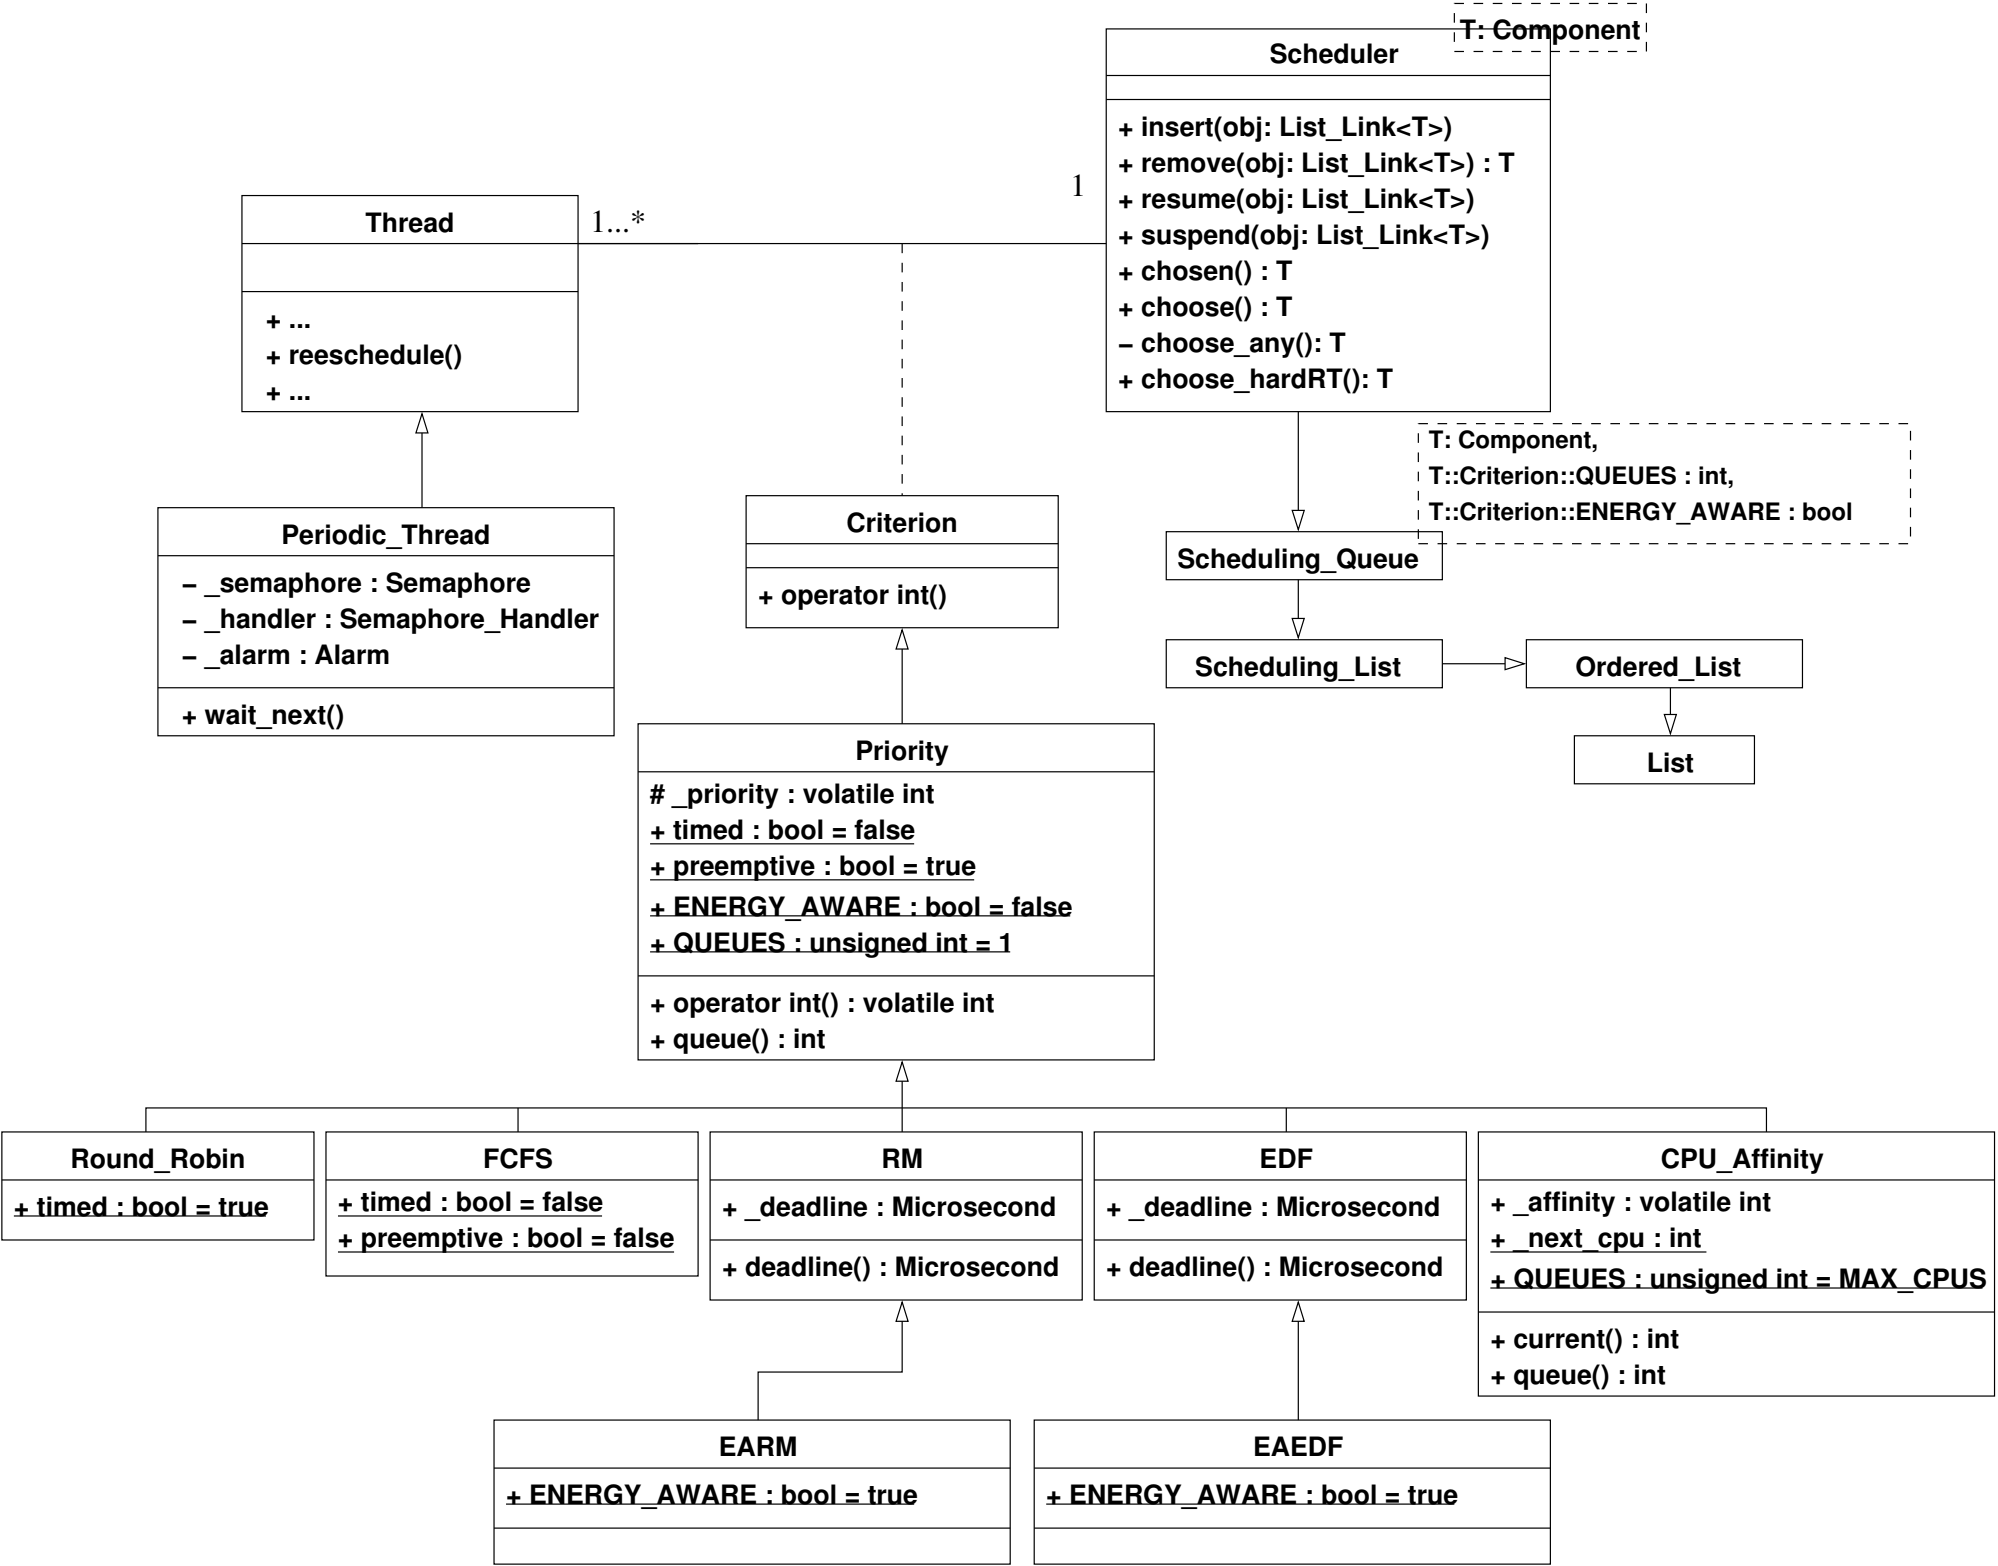 T: Component
Scheduler
+ insert(obj: List_Link<T>)
+ remove(obj: List_Link<T>) : T
+ resume(obj: List_Link<T>)
+ suspend(obj: List_Link<T>)
+ chosen() : T
+ choose() : T
– choose_any(): T
+ choose_hardRT(): T
1
1...*
Thread
+ ...
+ reeschedule()
+ ...
T: Component,
T::Criterion::QUEUES : int,
T::Criterion::ENERGY_AWARE : bool
Periodic_Thread
– _semaphore : Semaphore
– _handler : Semaphore_Handler
– _alarm : Alarm
+ wait_next()
Criterion
+ operator int()
Scheduling_Queue
Scheduling_List
Ordered_List
List
Priority
# _priority : volatile int
+ timed : bool = false
+ preemptive : bool = true
+ ENERGY_AWARE : bool = false
+ QUEUES : unsigned int = 1
+ operator int() : volatile int
+ queue() : int
Round_Robin
+ timed : bool = true
FCFS
+ timed : bool = false
+ preemptive : bool = false
RM
+ _deadline : Microsecond
+ deadline() : Microsecond
EDF
+ _deadline : Microsecond
+ deadline() : Microsecond
CPU_Affinity
+ _affinity : volatile int
+ _next_cpu : int
+ QUEUES : unsigned int = MAX_CPUS
+ current() : int
+ queue() : int
EARM
+ ENERGY_AWARE : bool = true
EAEDF
+ ENERGY_AWARE : bool = true